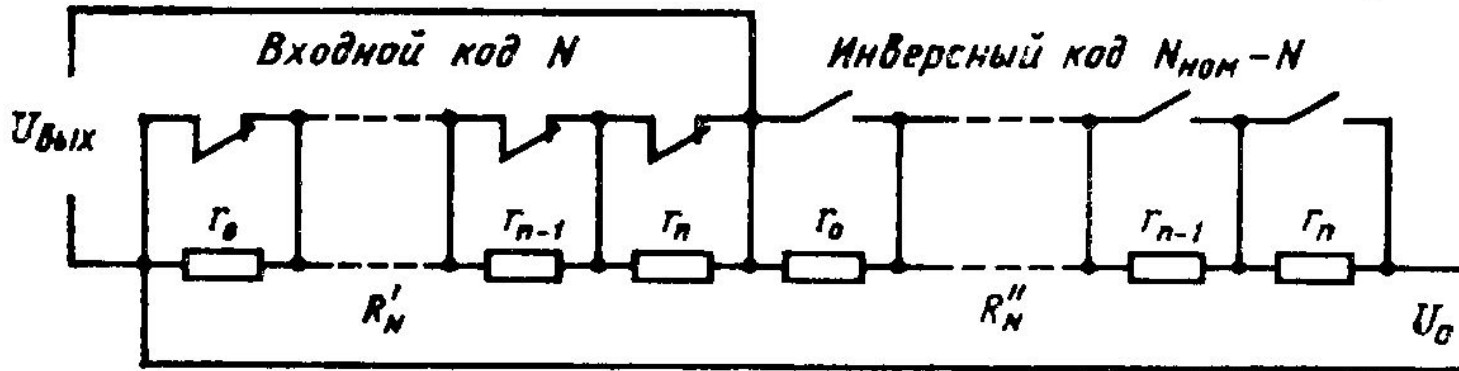 Входной код N
Инверсный код Nном − N
Uвых
r₀ rₙ₋₁ rₙ r₀ rₙ₋₁ rₙ
R'N R''N U₀